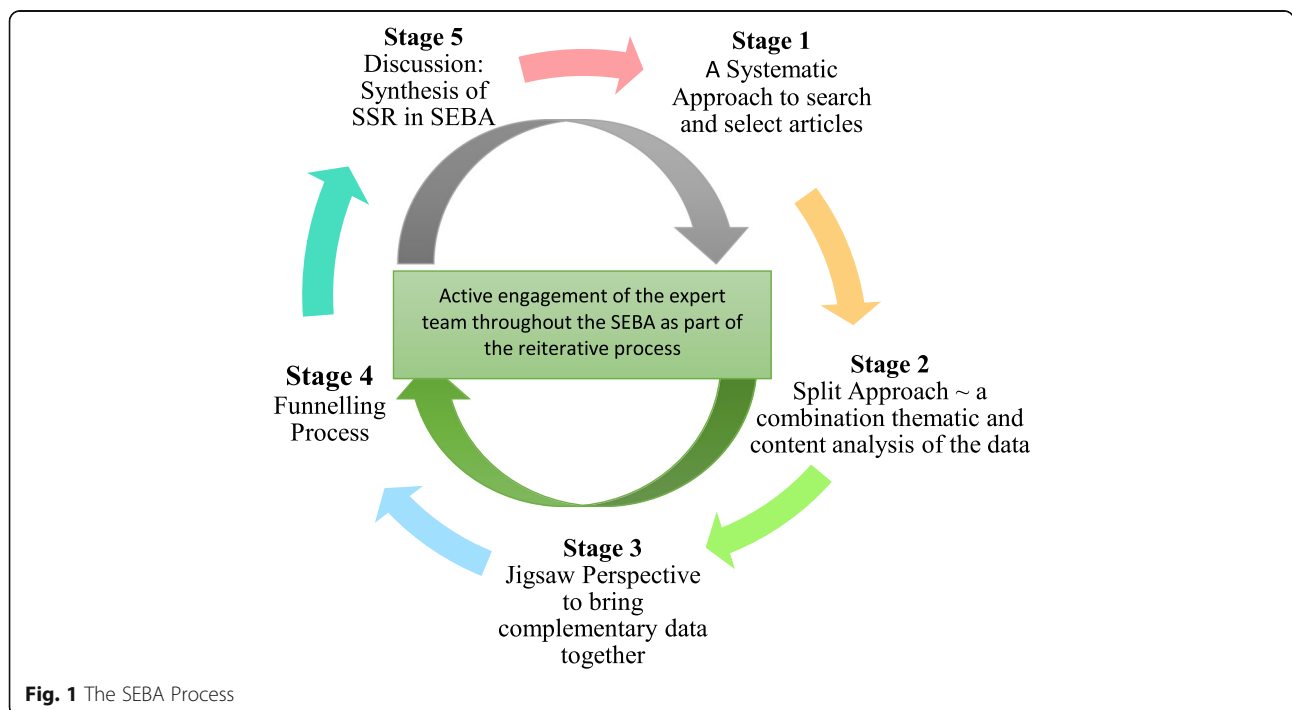 Stage 5
Discussion:
Synthesis of
SSR in SEBA
Stage 1
A Systematic
Approach to search
and select articles
Active engagement of the expert
team throughout the SEBA as part of
the reiterative process
Stage 2
Split Approach ~ a
combination thematic and
content analysis of the data
Stage 4
Funnelling
Process
Stage 3
Jigsaw Perspective
to bring
complementary data
together
Fig. 1 The SEBA Process